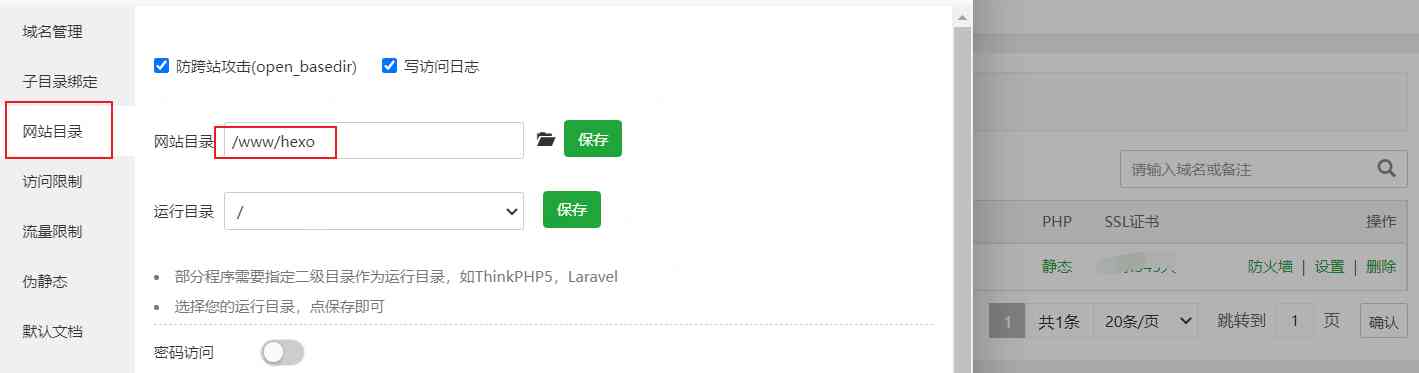 域名管理
子目录绑定
网站目录
访问限制
流量限制
伪静态
默认文档
防跨站攻击(open_basedir) 写访问日志
网站目录 /www/hexo 保存
运行目录 / 保存
部分程序需要指定二级目录作为运行目录，如ThinkPHP5，Laravel
选择您的运行目录，点保存即可
密码访问
请输入域名或备注
PHP SSL证书 操作
静态 防火墙 | 设置 | 删除
1 共1条 20条/页 跳转到 1 页 确认